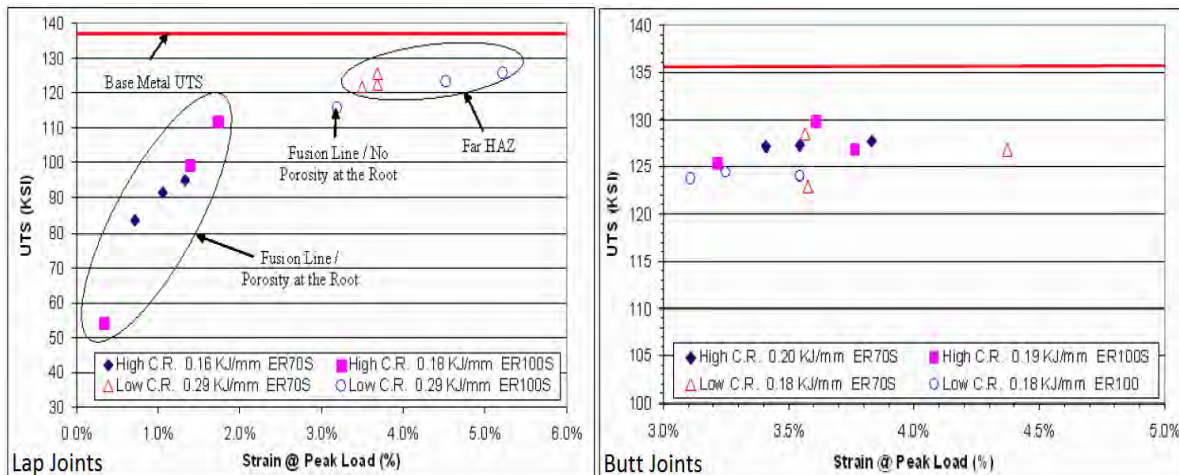 140
130
120
110
100
90
80
70
60
50
40
30
UTS (KSI)
Base Metal UTS
Fusion Line / No
Porosity at the Root
Far HAZ
Fusion Line /
Porosity at the Root
High C.R. 0.16 KJ/mm ER70S
High C.R. 0.18 KJ/mm ER100S
Low C.R. 0.29 KJ/mm ER70S
Low C.R. 0.29 KJ/mm ER100S
0.0% 1.0% 2.0% 3.0% 4.0% 5.0% 6.0%
Lap Joints
Strain @ Peak Load (%)
140
135
130
125
120
115
110
105
100
UTS (KSI)
High C.R. 0.20 KJ/mm ER70S
High C.R. 0.19 KJ/mm ER100S
Low C.R. 0.18 KJ/mm ER70S
Low C.R. 0.18 KJ/mm ER100
3.0% 3.5% 4.0% 4.5% 5.0%
Butt Joints
Strain @ Peak Load (%)